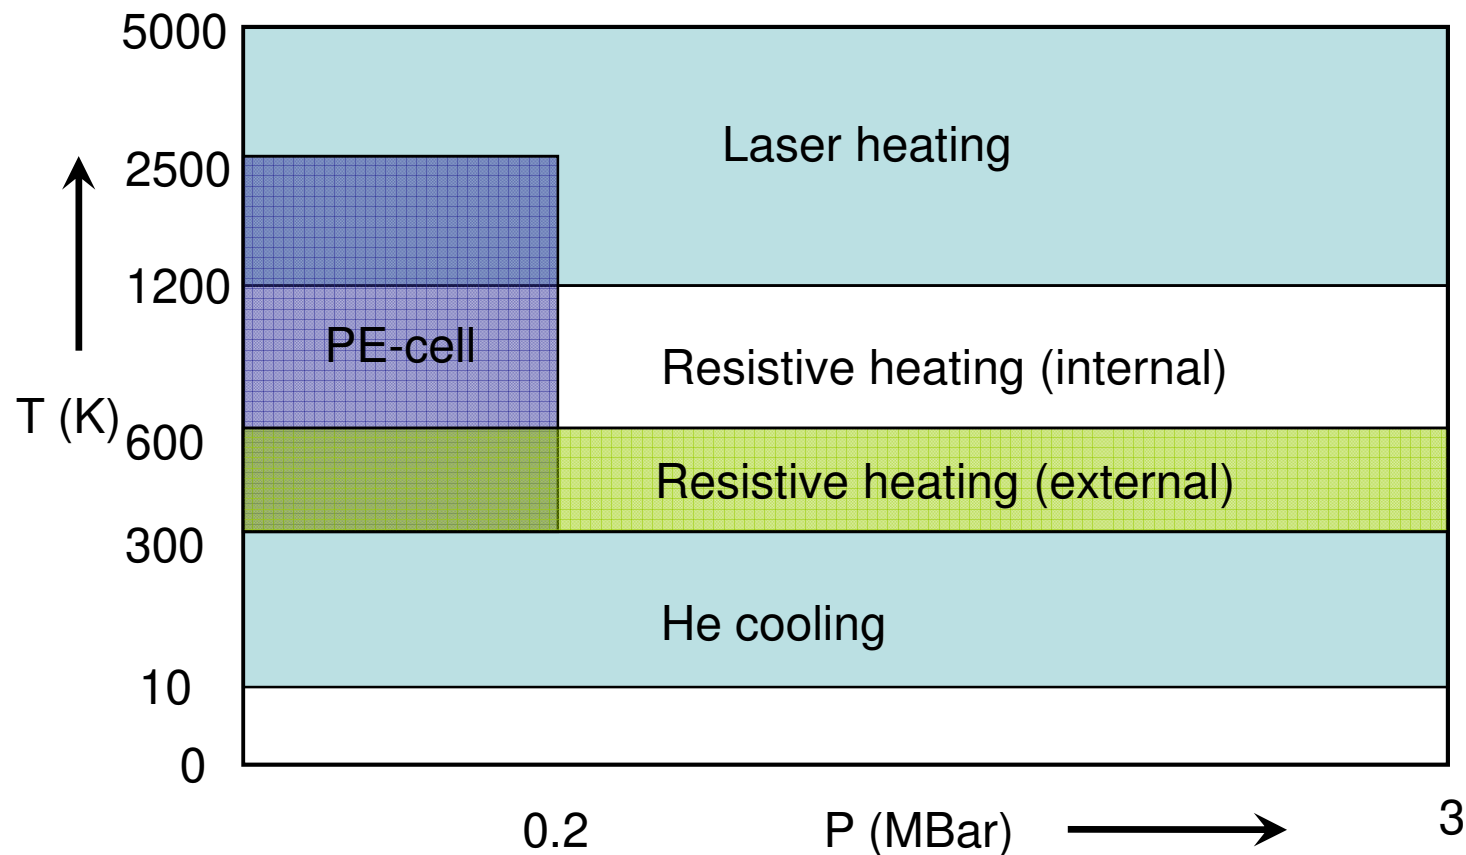 5000
Laser heating
2500
1200
PE-cell
Resistive heating (internal)
T (K)
600
Resistive heating (external)
300
He cooling
10
0
0.2
P (MBar)
3